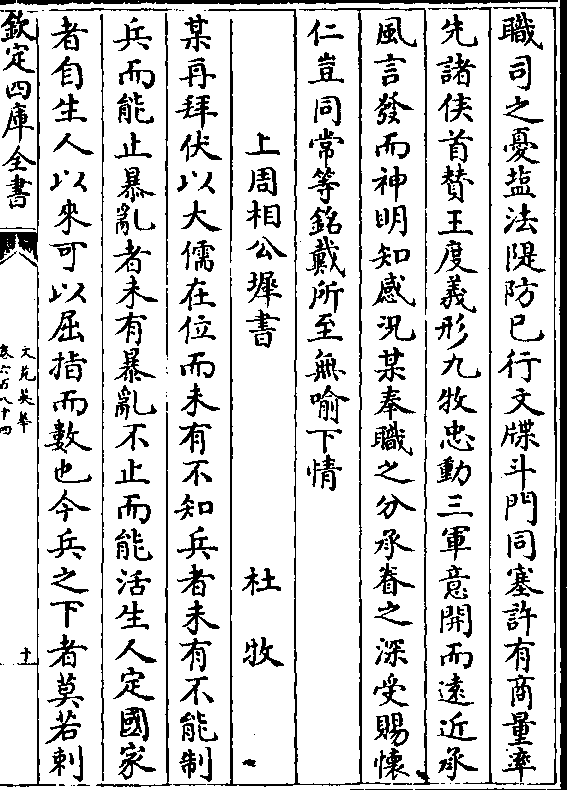 職司之憂盐法隄防已行文牒斗門同塞許有商量率
先諸侯首賛王度義形九牧忠動三軍意開而遠近承
風言發而神明知感况某奉職之分承眷之深受賜懐
仁豈同常等銘戴所至無喻下情
上周相公墀書 杜牧
某再拜伏以大儒在位而未有不知兵者未有不能制
兵而能止暴亂者未有暴亂不止而能活生人定國家
者自生人以來可以屈指而數也今兵之下者莫若刺
欽定四庫全書
文苑英華
卷六百八十四
十